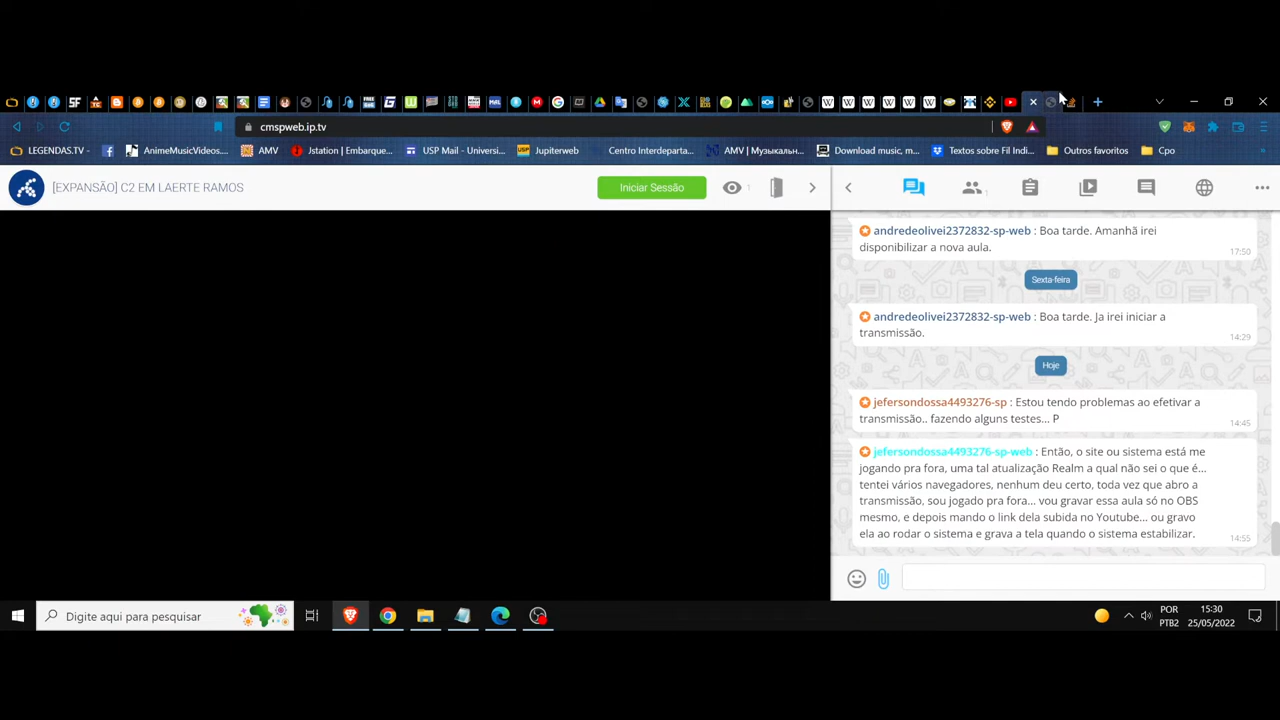 cmspweb.ip.tv
LEGENDAS.TV -
AnimeMusicVideos...
AMV
Jstation | Embarque...
USP Mail - Universi...
Jupiterweb
Centro Interdeparta...
AMV | Музыкальн...
Download music, m...
Textos sobre Fil Indi...
Outros favoritos
Cpo
[EXPANSÃO] C2 EM LAERTE RAMOS
Iniciar Sessão
1
1
andredeolivei2372832-sp-web : Boa tarde. Amanhã irei
disponibilizar a nova aula.
17:50
Sexta-feira
andredeolivei2372832-sp-web : Boa tarde. Ja irei iniciar a
transmissão.
14:29
Hoje
jefersondossa4493276-sp : Estou tendo problemas ao efetivar a
transmissão.. fazendo alguns testes... P
14:45
jefersondossa4493276-sp-web : Então, o site ou sistema está me
jogando pra fora, uma tal atualização Realm a qual não sei o que é...
tentei vários navegadores, nenhum deu certo, toda vez que abro a
transmissão, sou jogado pra fora... vou gravar essa aula só no OBS
mesmo, e depois mando o link dela subida no Youtube... ou gravo
ela ao rodar o sistema e grava a tela quando o sistema estabilizar.
14:55
Digite aqui para pesquisar
POR
PTB2
15:30
25/05/2022